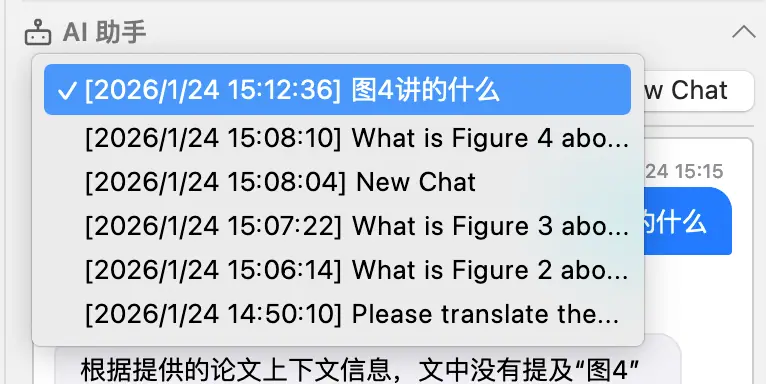 AI 助手
✓ [2026/1/24 15:12:36] 图4讲的什么
w Chat
[2026/1/24 15:08:10] What is Figure 4 abo...
[2026/1/24 15:08:04] New Chat
24 15:15
[2026/1/24 15:07:22] What is Figure 3 abo...
的什么
[2026/1/24 15:06:14] What is Figure 2 abo...
[2026/1/24 14:50:10] Please translate the...
根据提供的论文上下文信息，文中没有提及“图4”